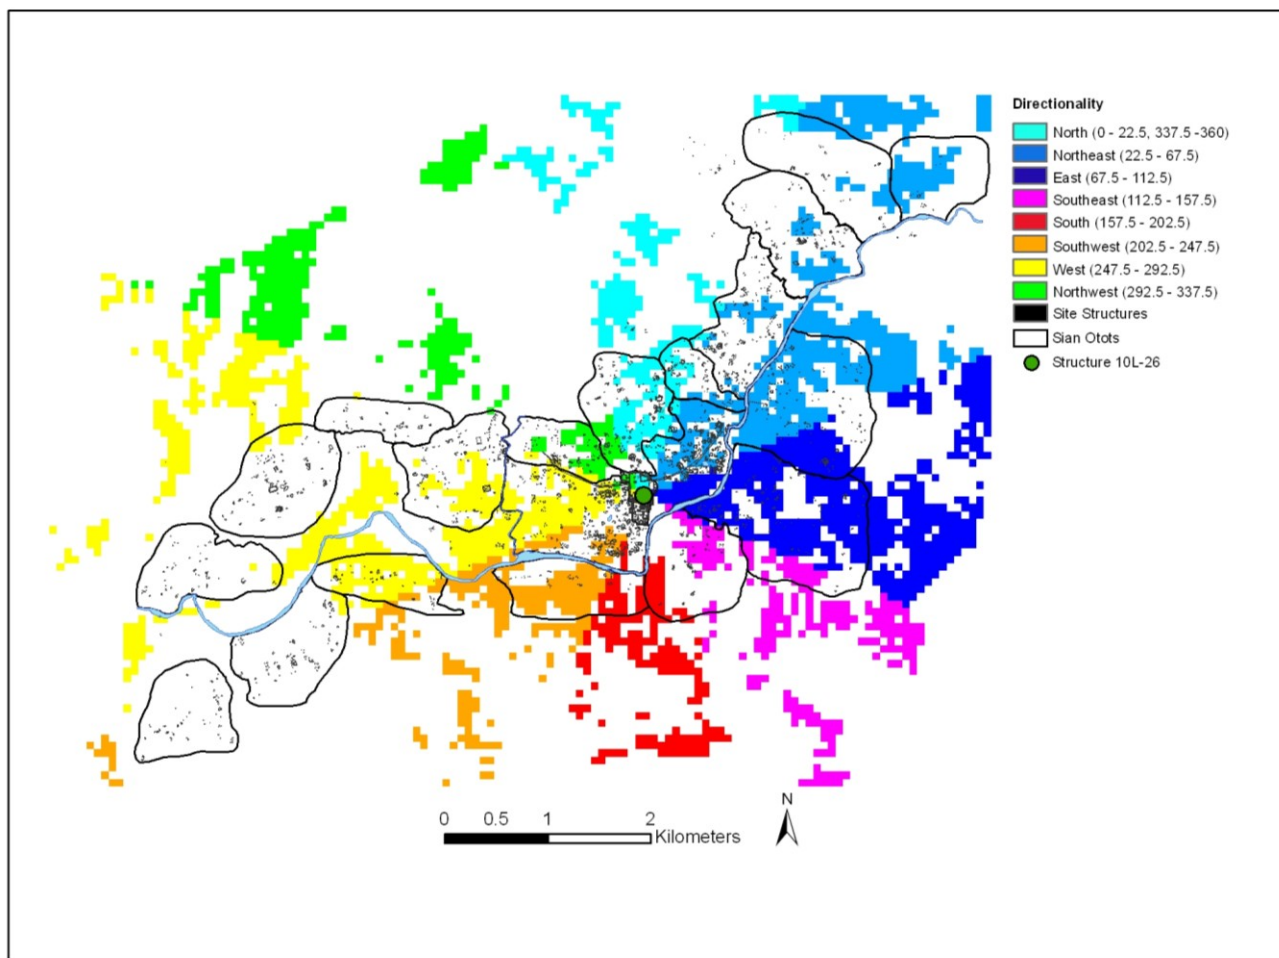 Directionality
North (0 - 22.5, 337.5 -360)
Northeast (22.5 - 67.5)
East (67.5 - 112.5)
Southeast (112.5 - 157.5)
South (157.5 - 202.5)
Southwest (202.5 - 247.5)
West (247.5 - 292.5)
Northwest (292.5 - 337.5)
Site Structures
Sian Otots
Structure 10L-26
N
0 0.5 1 2
Kilometers